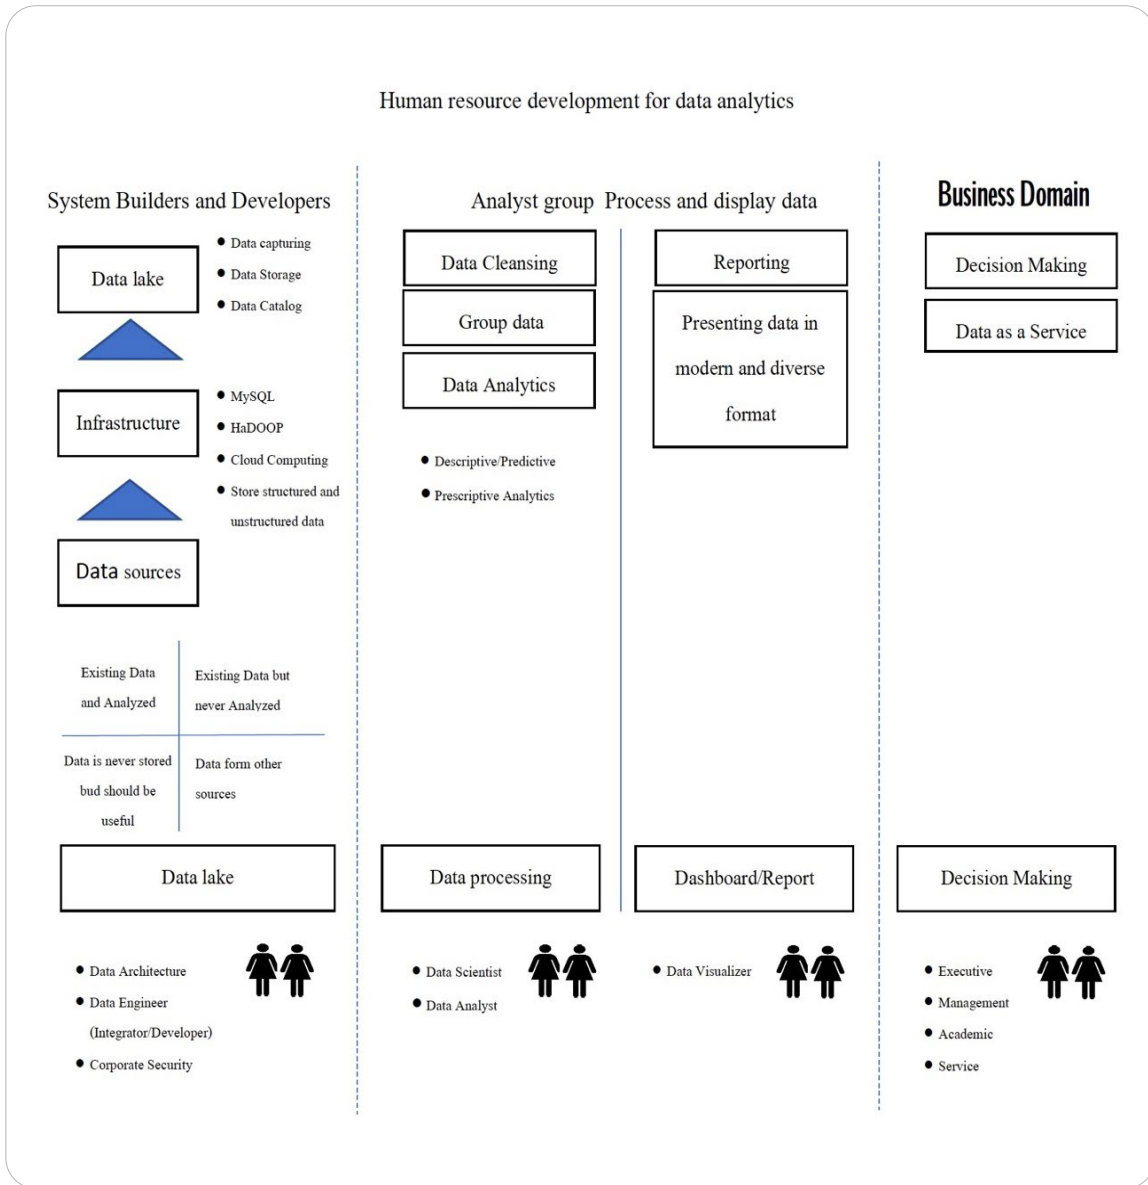 Human resource development for data analytics
System Builders and Developers
Data lake
Data capturing
Data Storage
Data Catalog
Infrastructure
MySQL
HaDOOP
Cloud Computing
Store structured and
unstructured data
Data sources
Existing Data
and Analyzed
Existing Data but
never Analyzed
Data is never stored
bud should be
useful
Data form other
sources
Data lake
Data Architecture
Data Engineer
(Integrator/Developer)
Corporate Security
Analyst group Process and display data
Data Cleansing
Group data
Data Analytics
Descriptive/Predictive
Prescriptive Analytics
Data processing
Data Scientist
Data Analyst
Reporting
Presenting data in
modern and diverse
format
Dashboard/Report
Data Visualizer
Business Domain
Decision Making
Data as a Service
Decision Making
Executive
Management
Academic
Service